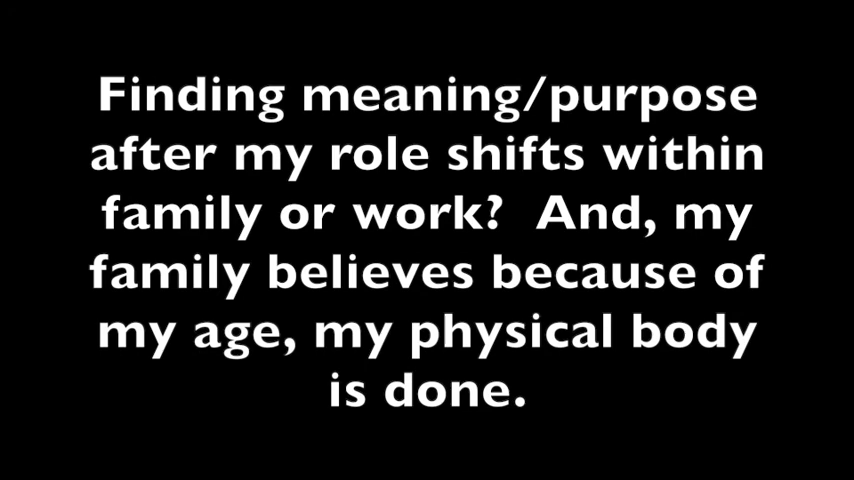 Finding meaning/purpose
after my role shifts within
family or work?  And, my
family believes because of
my age, my physical body
is done.